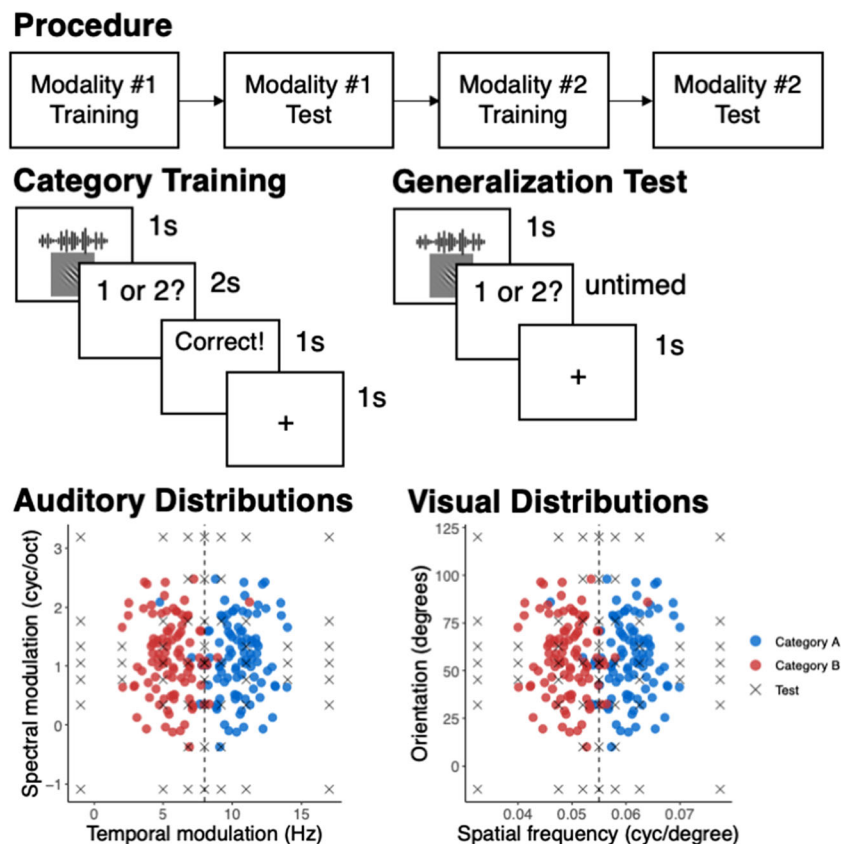 Procedure
Modality #1
Training
Modality #1
Test
Modality #2
Training
Modality #2
Test
Category Training
Generalization Test
1s
1 or 2?
2s
Correct!
1s
+
1s
1s
1 or 2?
untimed
+
1s
Auditory Distributions
Visual Distributions
Spectral modulation (cyc/oct)
3
2
1
0
−1
0
5
10
15
Temporal modulation (Hz)
Orientation (degrees)
125
100
75
50
25
0
0.04
0.05
0.06
0.07
Spatial frequency (cyc/degree)
Category A
Category B
Test